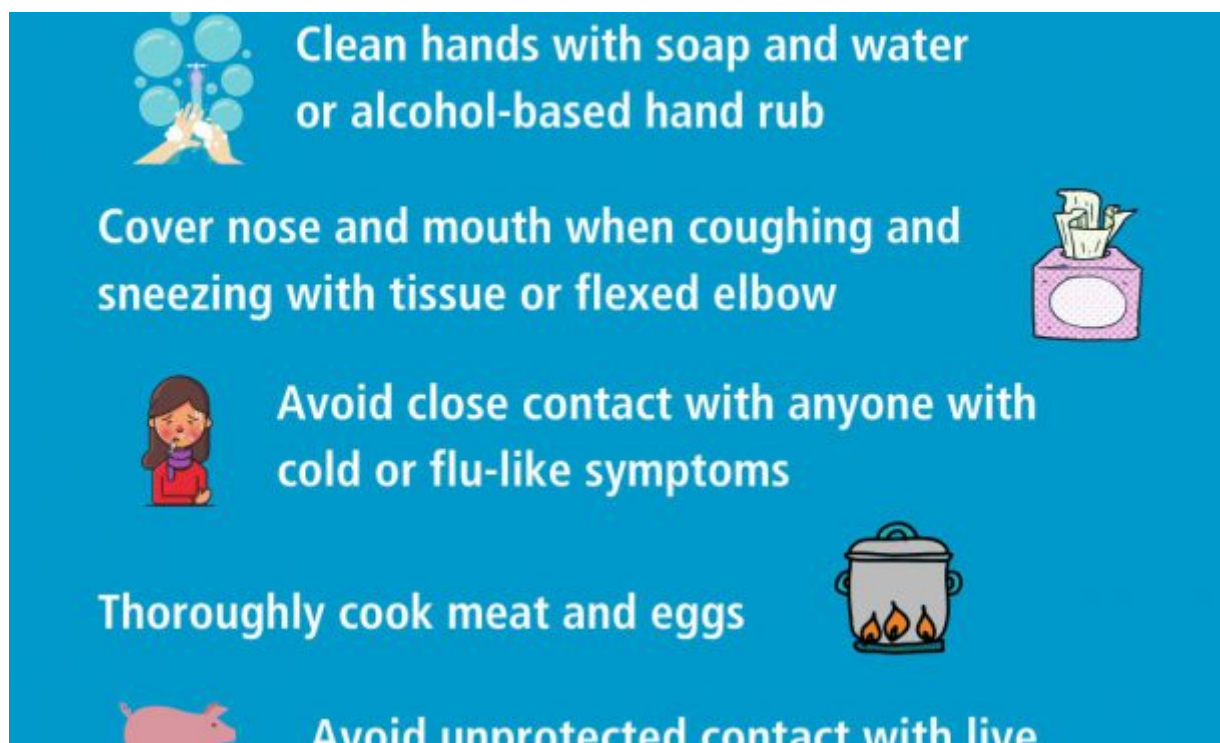 Clean hands with soap and water
or alcohol-based hand rub
Cover nose and mouth when coughing and
sneezing with tissue or flexed elbow
Avoid close contact with anyone with
cold or flu-like symptoms
Thoroughly cook meat and eggs
Avoid unprotected contact with live